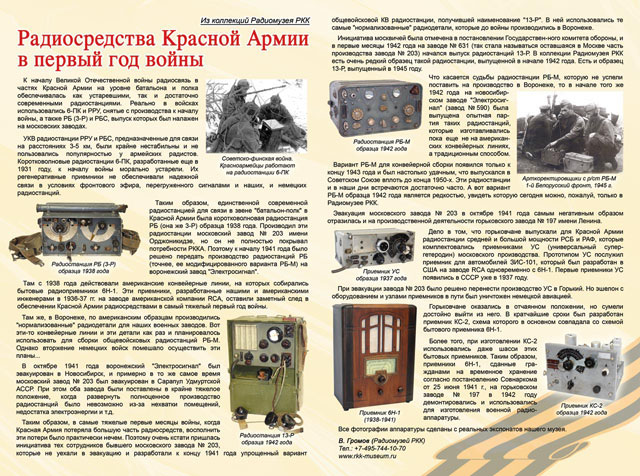 Из коллекций Радиомузея РКК
Радиосредства Красной Армии
в первый год войны
К началу Великой Отечественной войны радиосвязь в
частях Красной Армии на уровне батальона и полка
обеспечивалась как устаревшим, так и достаточно
современными радиостанциями. Реально в войсках
использовались 6-ПК и РРУ, снятые с производства к началу
войны, а также РБ (3-Р) и РБС, выпуск которых был налажен
на московских заводах.
УКВ радиостанции РРУ и РБС, предназначенные для связи
на расстояниях 3-5 км, были крайне нестабильны и не
пользовались популярностью у армейских радистов.
Коротковолновые радиостанции 6-ПК, разработанные еще в
1931 году, к началу войны морально устарели. Их
регенеративные приемники не обеспечивали надежной
связи в условиях фронтового эфира, перегруженного сигналами и наших, и немецких
радиостанций.
Советско-финская война.
Красноармейцы работают
на радиостанции 6-ПК
Таким образом, единственной современной
радиостанцией для связи в звене "батальон-полк" в
Красной Армии была коротковолновая радиостанция
РБ (она же 3-Р) образца 1938 года. Производил эти
радиостанции московский завод № 203 имени
Орджоникидзе, но он не полностью покрывал
потребности РККА. Поэтому к началу 1941 года было
решено передать производство радиостанций РБ
(точнее, ее модифицированного варианта РБ-М) на
воронежский завод "Электросигнал".
Радиостанция РБ (3-Р)
образца 1938 года
Там с 1938 года действовали американские конвейерные линии, на которых собирались
бытовые радиоприемники 6Н-1. Эти приемники, разработанные нашими и американскими
инженерами в 1936-37 гг. на заводе американской компании RCA, оставили заметный след в
обеспечении Красной Армии радиосредствами в самый тяжелый первый год войны.
Там же, в Воронеже, по американским образцам производились
"нормализованные" радиодетали для наших военных заводов. Вот
эти-то конвейерные линии и эти детали как раз и планировалось
использовать для сборки общевойсковых радиостанций РБ-М.
Однако вторжение немецких войск помешало осуществить эти
планы...
В октябре 1941 года воронежский "Электросигнал" был
эвакуирован в Новосибирск, и примерно в то же самое время
московский завод № 203 был эвакуирован в Сарапул Удмуртской
АССР. При этом оба завода были поставлены в крайне тяжелое
положение, когда развернуть полноценное производство
радиостанций было невозможно из-за нехватки помещений,
недостатка электроэнергии и т.д.
Таким образом, в самые тяжелые первые месяцы войны, когда
Красная Армия потеряла большую часть радиосредств, восполнить
эти потери было практически нечем. Поэтому очень кстати пришлась
инициатива тех сотрудников бывшего московского завода № 203,
которые не уехали в эвакуацию и разработали к концу 1941 года упрощенный вариант
Радиостанция 13-Р
образца 1942 года
общевойсковой КВ радиостанции, получившей наименование "13-Р". В ней использовались те
самые "нормализованные" радиодетали, которые до войны производились в Воронеже.
Инициатива москвичей была отмечена в постановлении Государственного комитета обороны, и
в первые месяцы 1942 года на заводе № 631 (так стала называться оставшаяся в Москве часть
производства завода № 203) начался выпуск радиостанций 13-Р. В коллекции Радиомузея РКК
есть очень редкий образец такой радиостанции, выпущенной в начале 1942 года. Есть и образец
13-Р, выпущенный в 1945 году.
Радиостанция РБ-М
образца 1942 года
Что касается судьбы радиостанции РБ-М, которую не успели
поставить на производство в Воронеже, то в начале того же
1942 года на новосибирском
заводе "Электросигнал"
(завод № 590) была
выпущена опытная партия
таких радиостанций,
которые изготавливались
пока еще не на американских
конвейерных линиях,
а традиционным способом.
Артнорректировщики с р/ст РБ-М
1-й Белорусский фронт, 1945 г.
Вариант РБ-М для конвейерной сборки появился только к
концу 1943 года и был настолько удачным, что выпускался в
Советском Союзе вплоть до конца 1950-х. Эти радиостанции
и в наши дни встречаются достаточно часто. А вот вариант
РБ-М образца 1942 года является редкостью, увидеть которую сегодня можно, пожалуй, только в
Радиомузее РКК.
Эвакуация московского завода № 203 в октябре 1941 года самым негативным образом
отразилась и на производственной деятельности горьковского завода № 197 имени Ленина.
Приемник УС
образца 1937 года
Дело в том, что горьковчане выпускали для Красной Армии
радиостанции средней и большой мощности РСБ и РАФ, которые
комплектовались приемниками УС (универсальный супергетеродин)
московского производства. Прототипом УС послужил
приемник для автомобилей ЗИС-101, который был разработан в
США на заводе RCA одновременно с 6Н-1. Первые приемники УС
появились в СССР уже в 1937 году.
При эвакуации завода № 203 было решено перенести производство УС в Горький. Но эшелон с
оборудованием и узлами приемников в пути был уничтожен немецкой авиацией.
Горьковчане оказались в отчаянном положении, но сумели
достойно выйти из него. В кратчайшие сроки был разработан
приемник КС-2, схема которого в основном совпадала со схемой
бытового приемника 6Н-1.
Более того, при изготовлении КС-2
использовались даже шасси этих
бытовых приемников. Таким образом,
приемники 6Н-1, сданные гражданами
на временное хранение
согласно постановлению Совнаркома
от 25 июня 1941 г., на горьковском
заводе № 197 в 1942 году
демонтировались и использовались
для изготовления военной радиоаппаратуры.
Приемник 6Н-1
(1938-1941)
Приемник КС-2
образца 1942 года
Все фотографии аппаратуры сделаны с реальных экспонатов нашего музея.
В. Громов (Радиомузей РКК)
Тел.: +7-495-744-10-70
www.rkk-museum.ru